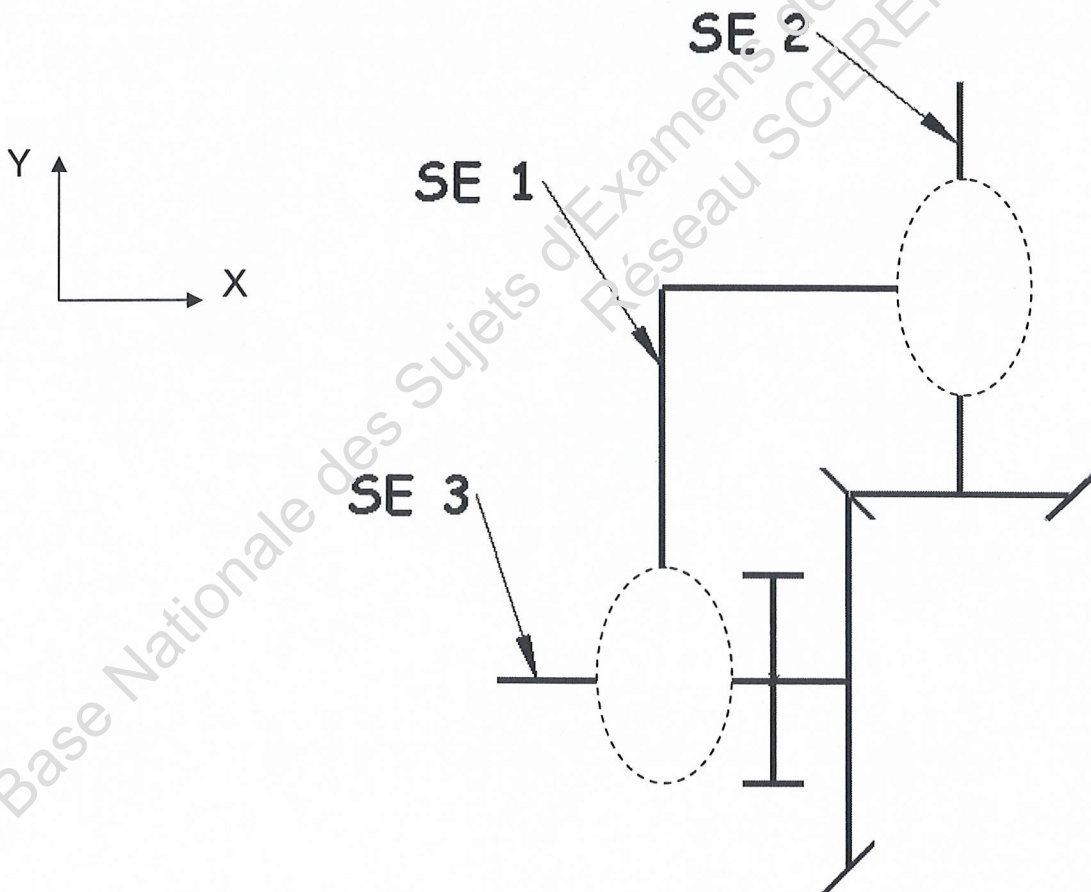 SE 2
Y
SE 1
X
SE 3
Base Nationale des Sujets d'Examens de
Réseau SCEREN